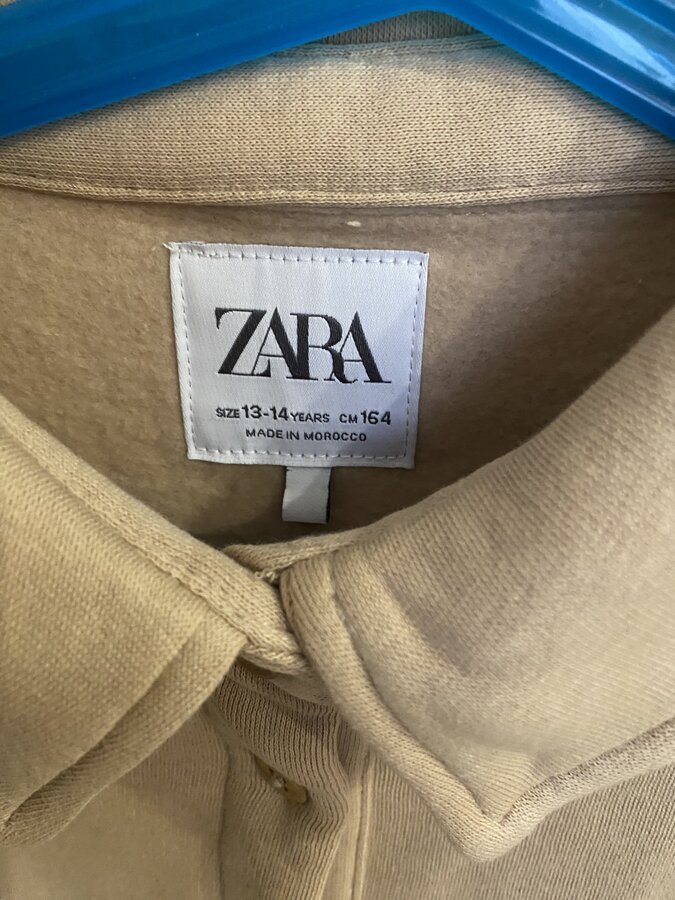 ZARA
SIZE 13-14 YEARS CM 164
MADE IN MOROCCO